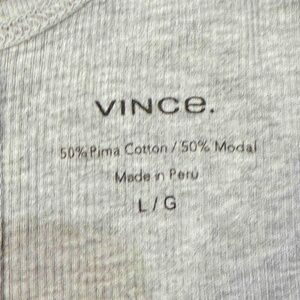 VINCE.
50% Pima Cotton / 50% Modal
Made in Peru
L/G